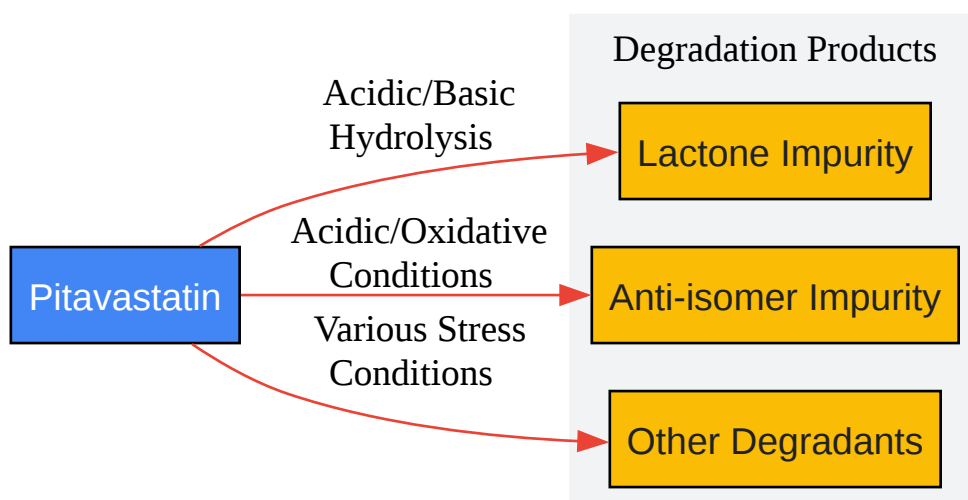 Degradation Products
Acidic/Basic
Hydrolysis
Lactone Impurity
Acidic/Oxidative
Conditions
Pitavastatin
Anti-isomer Impurity
Various Stress
Conditions
Other Degradants